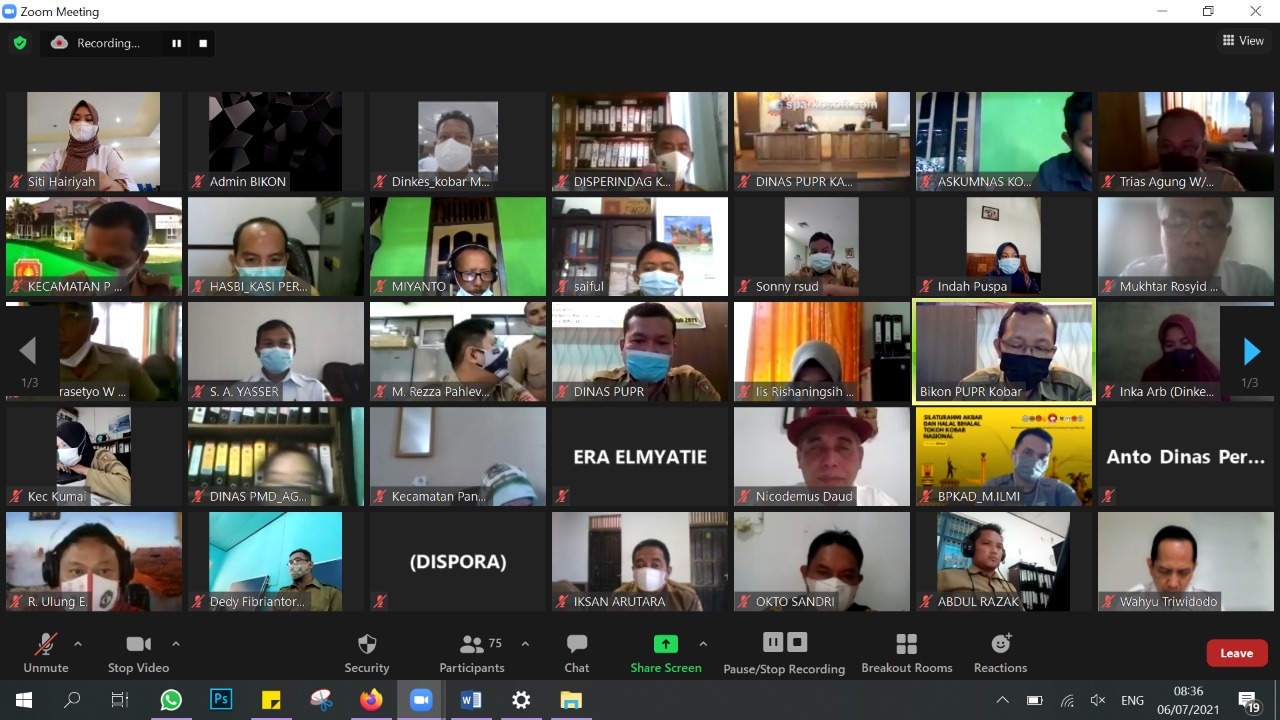 Zoom Meeting
Recording...
View
sparkosoft.com
Siti Hairiyah
Admin BIKON
Dinkes_kobar M...
DISPERINDAG K...
DINAS PUPR KA...
ASKUMNAS KO...
Trias Agung W/...
KECAMATAN P ...
HASBI_KASI PER...
MIYANTO
saiful
Sonny rsud
Indah Puspa
Mukhtar Rosyid ...
1/3
rasetyo W ...
S. A. YASSER
M. Rezza Pahlev...
DINAS PUPR
Iis Rishaningsih ...
Bikon PUPR Kobar
Inka Arb (Dinke...
1/3
SILATURAHMI AKBAR
DAN HALAL BIHALAL
TOKOH KOBAR
NASIONAL
Kec Kumai
DINAS PMD_AG...
Kecamatan Pan...
ERA ELMYATIE
Nicodemus Daud
BPKAD_M.ILMI
Anto Dinas Per...
R. Ulung E.
Dedy Fibriantor...
(DISPORA)
IKSAN ARUTARA
OKTO SANDRI
ABDUL RAZAK
Wahyu Triwidodo
Unmute
Stop Video
Security
75
Participants
Chat
Share Screen
Pause/Stop Recording
Breakout Rooms
Reactions
Leave
Ps
W
ENG
08:36
06/07/2021
19